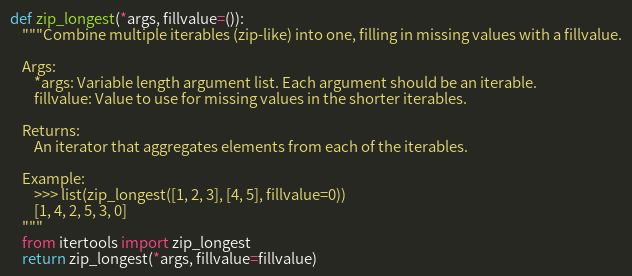 def zip_longest(*args, fillvalue=()):
"""Combine multiple iterables (zip-like) into one, filling in missing values with a fillvalue.
Args:
*args: Variable length argument list. Each argument should be an iterable.
fillvalue: Value to use for missing values in the shorter iterables.
Returns:
An iterator that aggregates elements from each of the iterables.
Example:
>>> list(zip_longest([1, 2, 3], [4, 5], fillvalue=0))
[1, 4, 2, 5, 3, 0]
"""
from itertools import zip_longest
return zip_longest(*args, fillvalue=fillvalue)